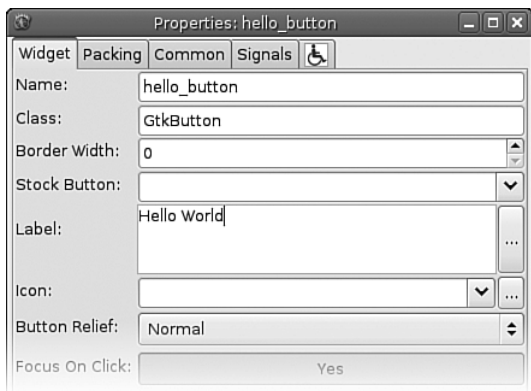 Properties: hello_button
Widget Packing Common Signals
Name: hello_button
Class: GtkButton
Border Width: 0
Stock Button:
Label: Hello World
...
Icon: ...
Button Relief: Normal
Focus On Click: Yes